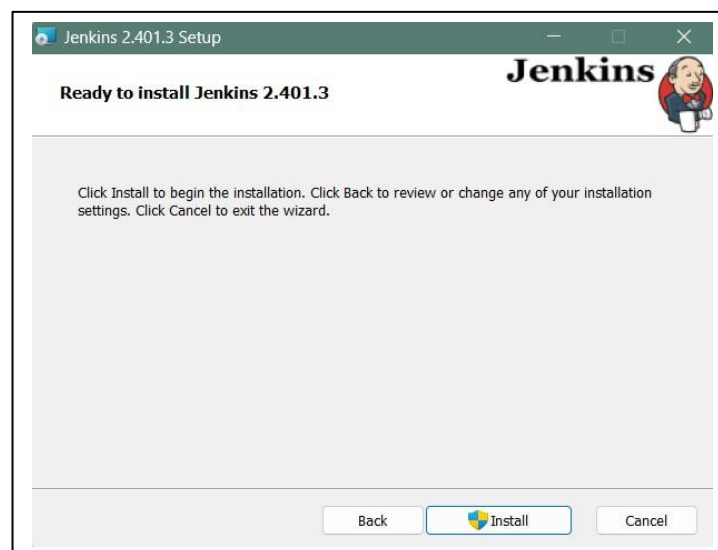 Jenkins 2.401.3 Setup
Jenkins
Ready to install Jenkins 2.401.3
Click Install to begin the installation. Click Back to review or change any of your installation
settings. Click Cancel to exit the wizard.
Back Install Cancel